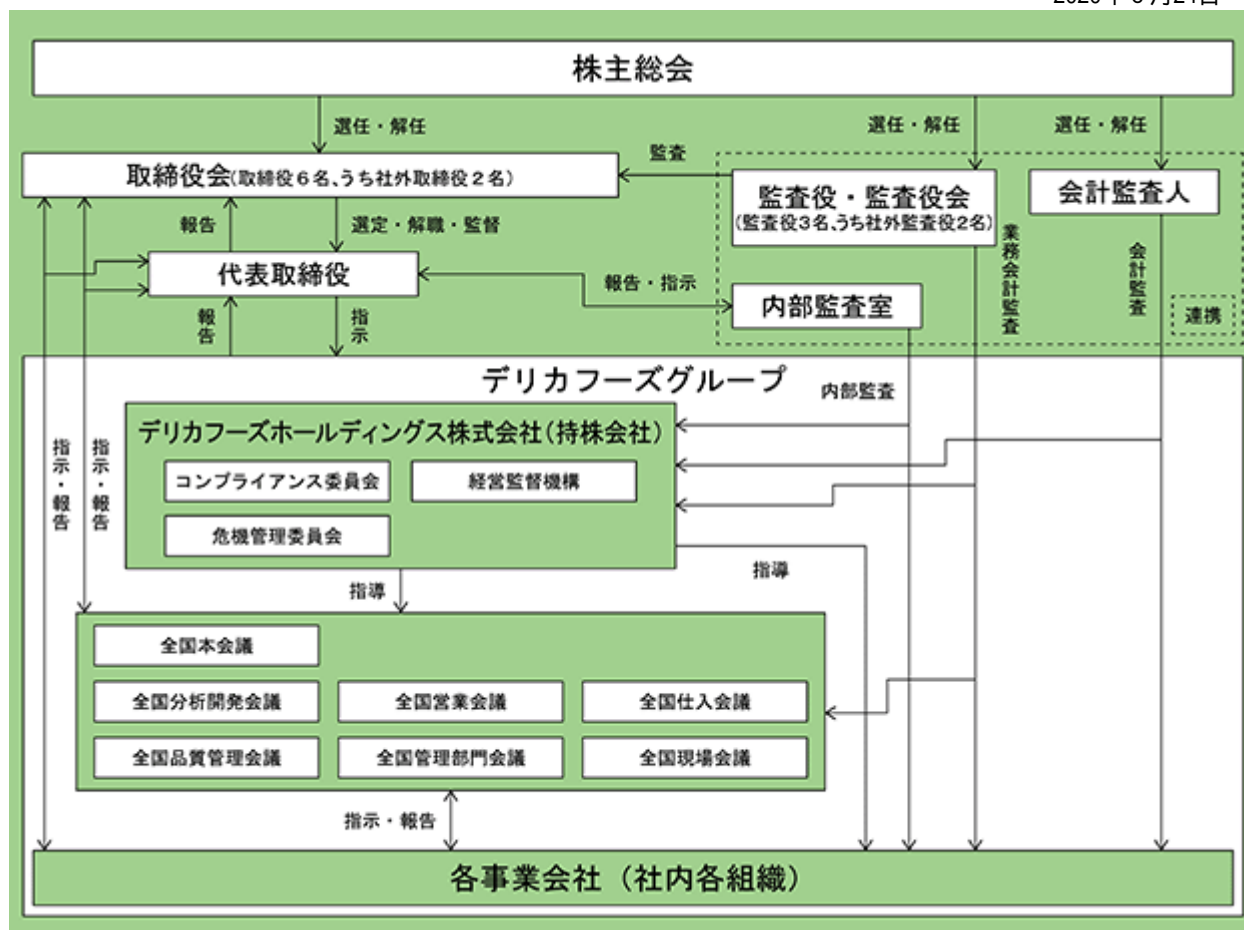 株主総会
選任・解任
選任・解任
選任・解任
監査
取締役会(取締役6名、うち社外取締役2名)
監査役・監査役会
(監査役3名、うち社外監査役2名)
会計監査人
報告
選定・解職・監督
業務会計監査
会計監査
代表取締役
報告・指示
内部監査室
連携
報告
指示
デリカフーズグループ
内部監査
デリカフーズホールディングス株式会社(持株会社)
指示・報告
指示・報告
コンプライアンス委員会
経営監督機構
危機管理委員会
指導
指導
全国本会議
全国分析開発会議
全国営業会議
全国仕入会議
全国品質管理会議
全国管理部門会議
全国現場会議
指示・報告
各事業会社(社内各組織)